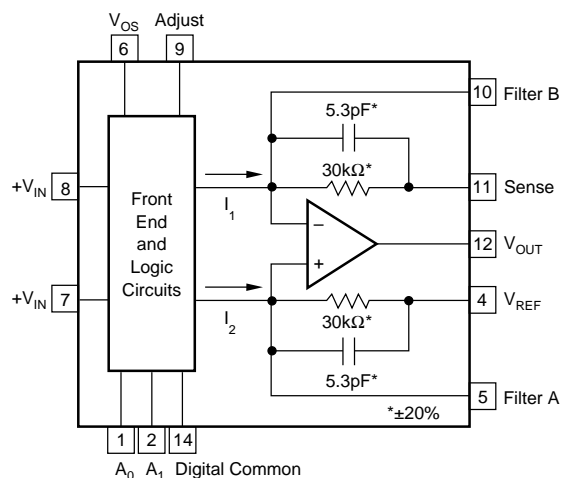 V_OS Adjust
6 9
10 Filter B
5.3pF*
+V_IN 8
30kΩ*
11 Sense
I_1
Front
End
and
Logic
Circuits
–
12 V_OUT
+
+V_IN 7
4 V_REF
I_2
30kΩ*
5.3pF*
5 Filter A
*±20%
1 2 14
A_0 A_1 Digital Common